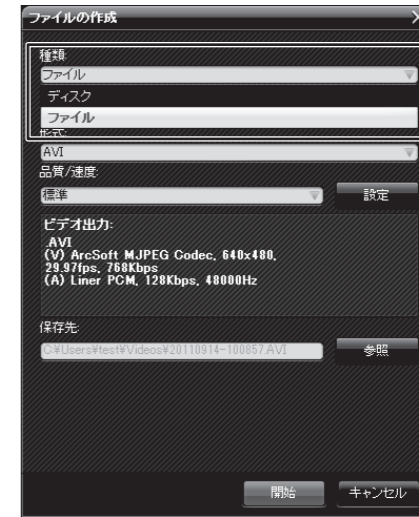 ファイルの作成
種類:
ファイル
ディスク
ファイル
形式:
AVI
品質/速度:
標準
設定
ビデオ出力:
.AVI
(V) ArcSoft MJPEG Codec, 640x480,
29.97fps, 768Kbps
(A) Liner PCM, 128Kbps, 48000Hz
保存先:
C:¥Users¥test¥Videos¥20110914-100857.AVI
参照
開始
キャンセル